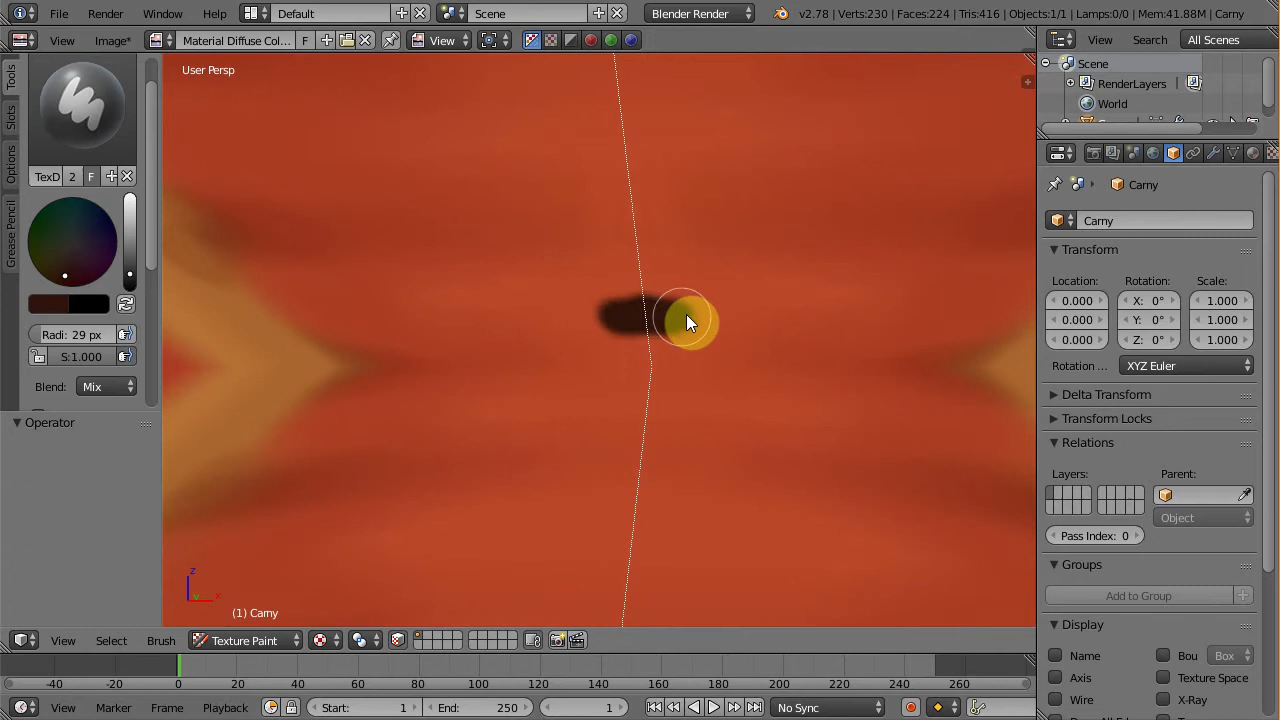 File Render Window Help Default Scene Blender Render v2.78 | Verts:230 | Faces:224 | Tris:416 | Objects:1/1 | Lamps:0/0 | Mem:41.88M | Carny
View Image* Material Diffuse Col... F View
View Search All Scenes
Tools
Slots
Options
Grease Pencil
User Persp
Scene
RenderLayers
World
TexD 2 F
Carny
Carny
Transform
Location: Rotation: Scale:
0.000 X: 0° 1.000
0.000 Y: 0° 1.000
0.000 Z: 0° 1.000
Rotation ... XYZ Euler
Radi: 29 px
S:1.000
Blend: Mix
Operator
Delta Transform
Transform Locks
Relations
Layers: Parent:
Object
Pass Index: 0
Groups
Add to Group
Display
Name Bou Box
Axis Texture Space
Wire X-Ray
z
y x
(1) Carny
View Select Brush Texture Paint
-40 -20 0 20 40 60 80 100 120 140 160 180 200 220 240 260
View Marker Frame Playback Start: 1 End: 250 1 No Sync